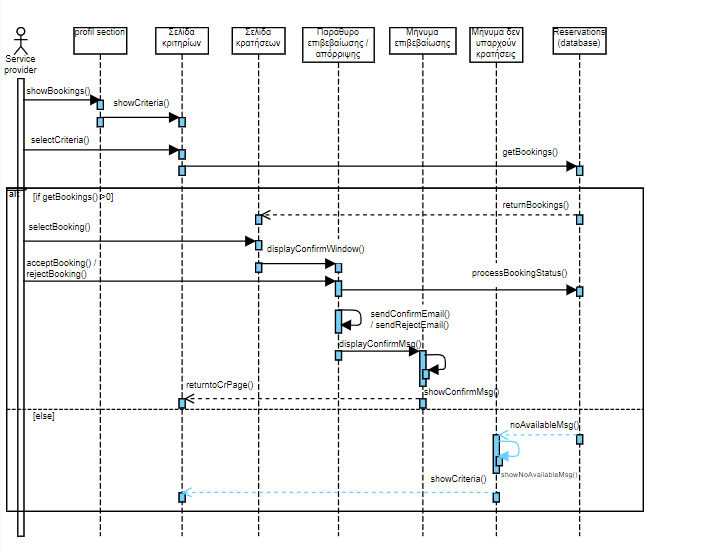 profil section
Σελίδα
κριτηρίων
Σελίδα
κρατήσεων
Παράθυρο
επιβεβαίωσης /
απόρριψης
Μήνυμα
επιβεβαίωσης
Μήνυμα δεν
υπαρχούν
κρατήσεις
Reservations
(database)
Service
provider
showBookings()
showCriteria()
selectCriteria()
getBookings()
alt
[if getBookings()>0]
returnBookings()
selectBooking()
displayConfirmWindow()
acceptBooking() /
rejectBooking()
processBookingStatus()
sendConfirmEmail()
/ sendRejectEmail()
displayConfirmMsg()
returntoCrPage()
showConfirmMsg()
[else]
noAvailableMsg()
showNoAvailableMsg()
showCriteria()